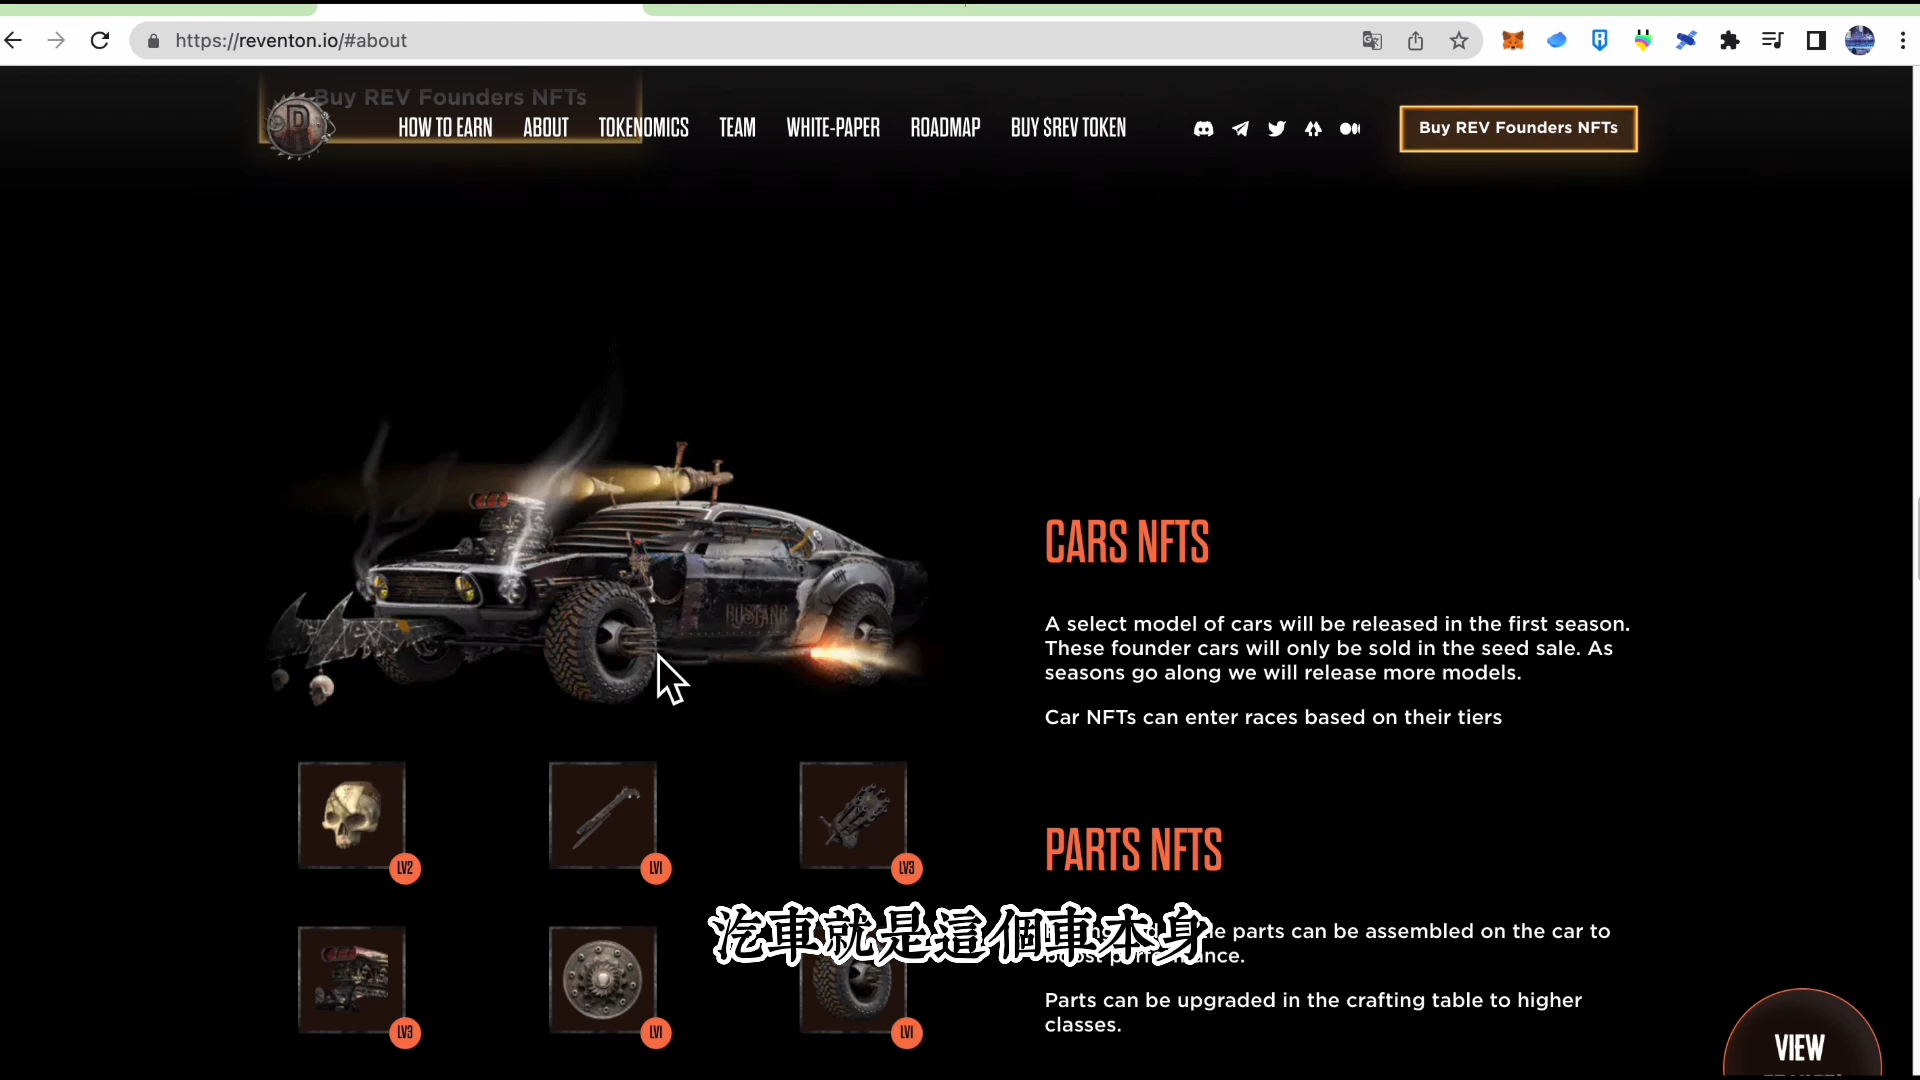 https://reventon.io/#about
Buy REV Founders NFTs
HOW TO EARN
ABOUT
TOKENOMICS
TEAM
WHITE-PAPER
ROADMAP
BUY $REV TOKEN
Buy REV Founders NFTs
RUSTANG
CARS NFTS
A select model of cars will be released in the first season.
These founder cars will only be sold in the seed sale. As
seasons go along we will release more models.
Car NFTs can enter races based on their tiers
LV2
LV1
LV3
PARTS NFTS
parts can be assembled on the car to
boost performance.
汽車就是這個車本身
LV3
LV1
LV1
Parts can be upgraded in the crafting table to higher
classes.
VIEW